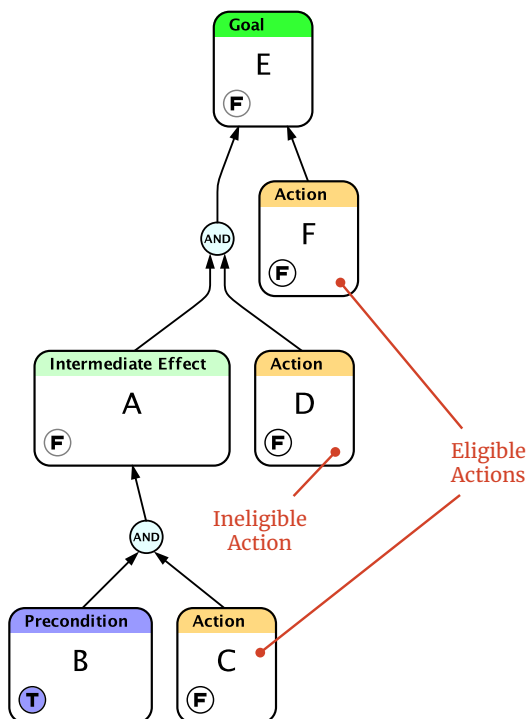 Goal
E
F
Action
F
F
AND
Intermediate Effect
A
F
Action
D
F
Eligible
Actions
Ineligible
Action
AND
Precondition
B
T
Action
C
F